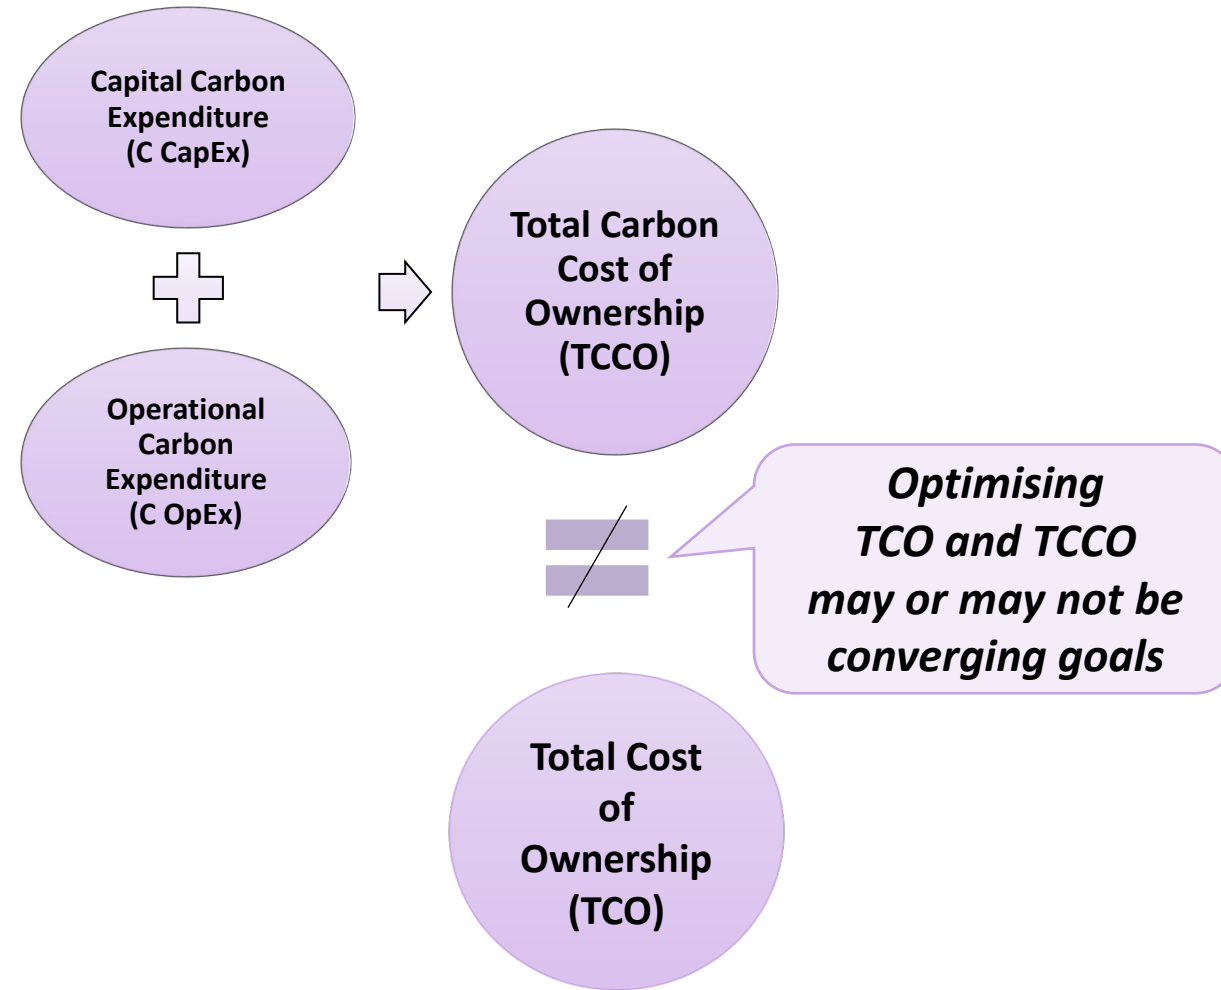 Capital Carbon
Expenditure
(C CapEx)
Operational
Carbon
Expenditure
(C OpEx)
Total Carbon
Cost of
Ownership
(TCCO)
Optimising
TCO and TCCO
may or may not be
converging goals
Total Cost
of
Ownership
(TCO)